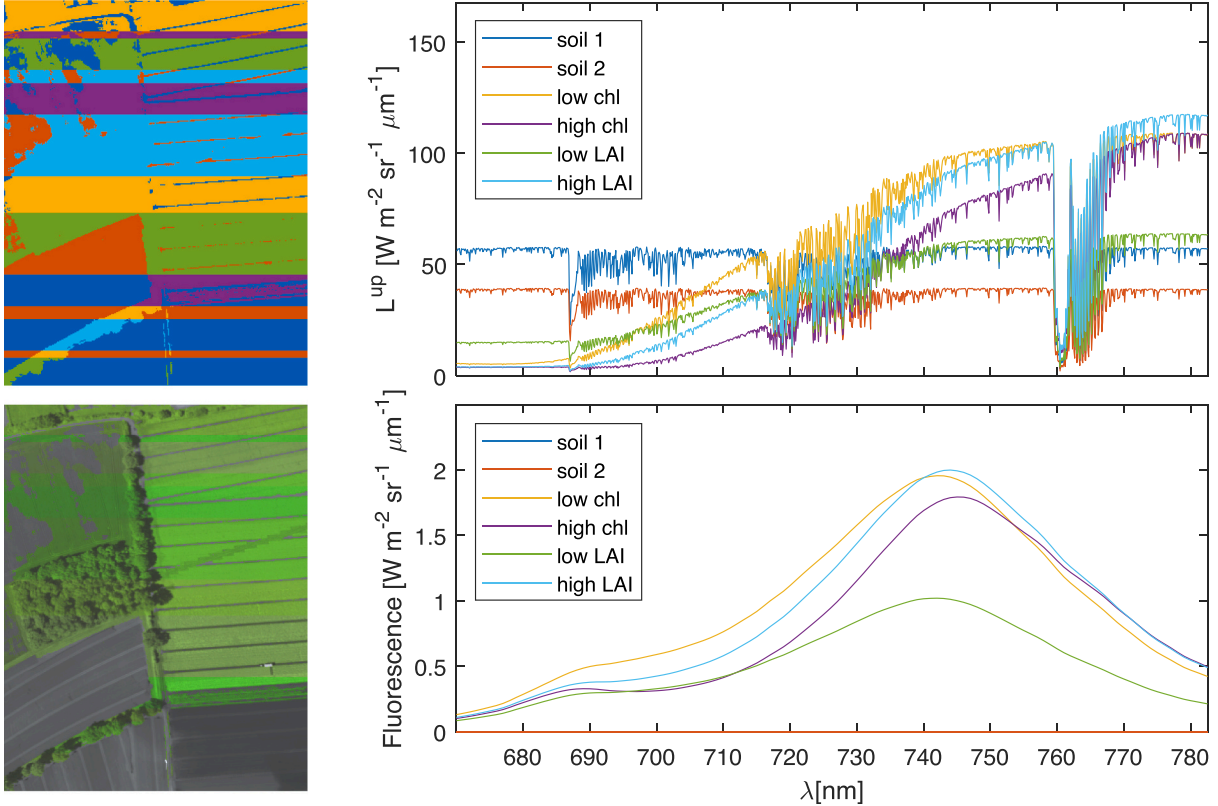 150
100
50
0
L^up [W m^-2 sr^-1 μm^-1]
soil 1
soil 2
low chl
high chl
low LAI
high LAI
2
1.5
1
0.5
0
Fluorescence [W m^-2 sr^-1 μm^-1]
soil 1
soil 2
low chl
high chl
low LAI
high LAI
680 690 700 710 720 730 740 750 760 770 780
λ[nm]